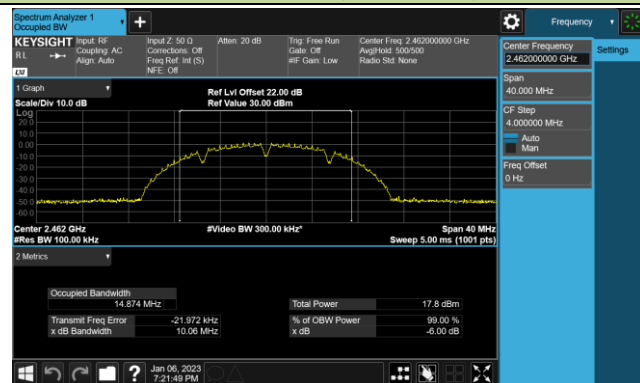 Spectrum Analyzer 1
Occupied BW
Frequency
KEYSIGHT
RL
Input: RF
Coupling: AC
Align: Auto
Input Z: 50 Ω
Corrections: Off
Freq Ref: Int (S)
NFE: Off
Atten: 20 dB
Trig: Free Run
Gate: Off
#IF Gain: Low
Center Freq: 2.462000000 GHz
Avg|Hold: 500/500
Radio Std: None
LXI
Center Frequency
2.462000000 GHz
Settings
Span
40.000 MHz
CF Step
4.000000 MHz
Auto
Man
Freq Offset
0 Hz
1 Graph
Scale/Div 10.0 dB
Ref Lvl Offset 22.00 dB
Ref Value 30.00 dBm
Log
20.0
10.0
0.00
-10.0
-20.0
-30.0
-40.0
-50.0
-60.0
Center 2.462 GHz
#Res BW 100.00 kHz
#Video BW 300.00 kHz*
Span 40 MHz
Sweep 5.00 ms (1001 pts)
2 Metrics
Occupied Bandwidth
14.874 MHz
Total Power 17.8 dBm
Transmit Freq Error -21.972 kHz
% of OBW Power 99.00 %
x dB Bandwidth 10.06 MHz
x dB -6.00 dB
?
Jan 06, 2023
7:21:49 PM